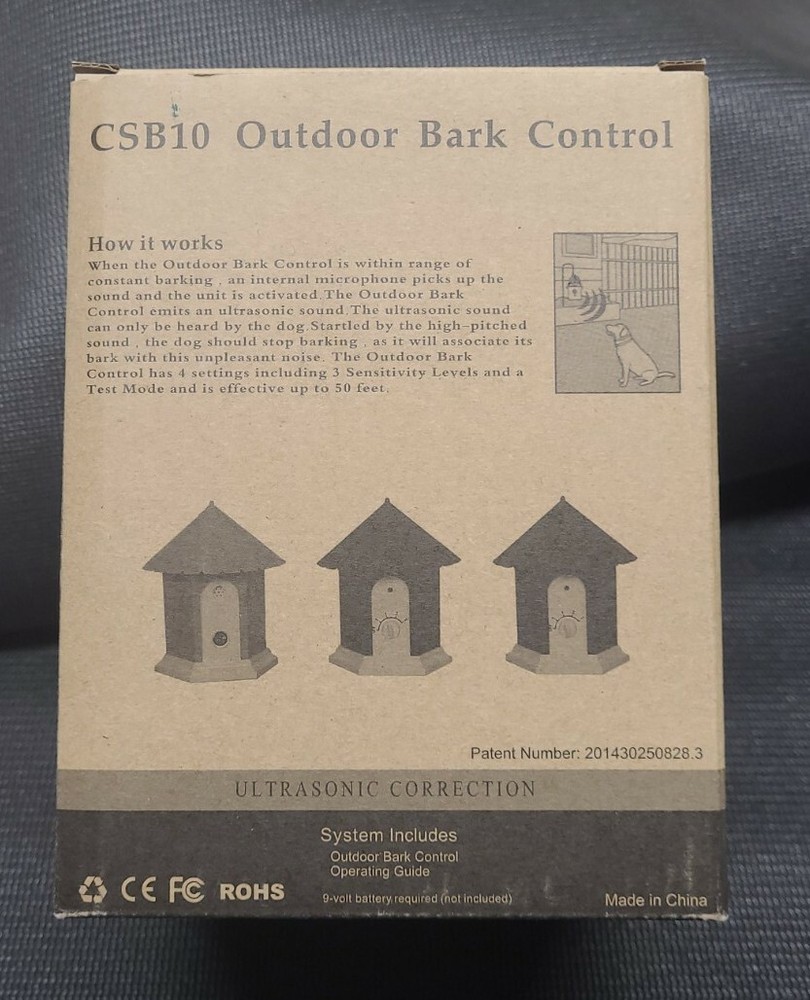 CSB10 Outdoor Bark Control
How it works
When the Outdoor Bark Control is within range of
constant barking , an internal microphone picks up the
sound and the unit is activated.The Outdoor Bark
Control emits an ultrasonic sound.The ultrasonic sound
can only be heard by the dog.Startled by the high-pitched
sound , the dog should stop barking , as it will associate its
bark with this unpleasant noise. The Outdoor Bark
Control has 4 settings including 3 Sensitivity Levels and a
Test Mode and is effective up to 50 feet.
Patent Number: 201430250828.3
ULTRASONIC CORRECTION
System Includes
Outdoor Bark Control
Operating Guide
CE FC ROHS
9-volt battery required (not included)
Made in China